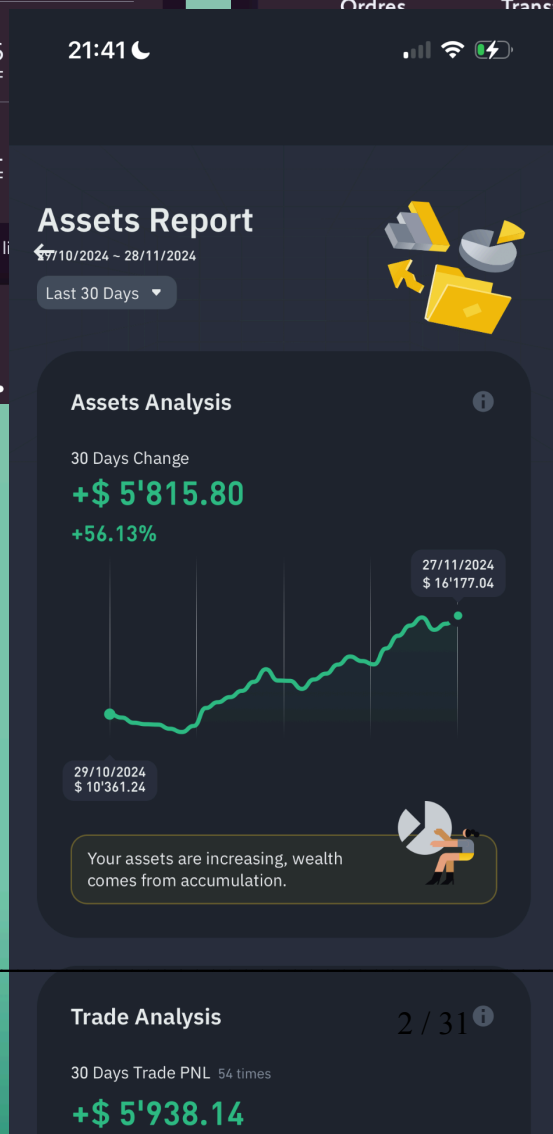 Ordres
Trans
21:41
Assets Report
/10/2024 ~ 28/11/2024
Last 30 Days
li
Assets Analysis
30 Days Change
+$ 5'815.80
+56.13%
27/11/2024
$ 16'177.04
29/10/2024
$ 10'361.24
Your assets are increasing, wealth
comes from accumulation.
Trade Analysis
2 / 31
30 Days Trade PNL 54 times
+$ 5'938.14